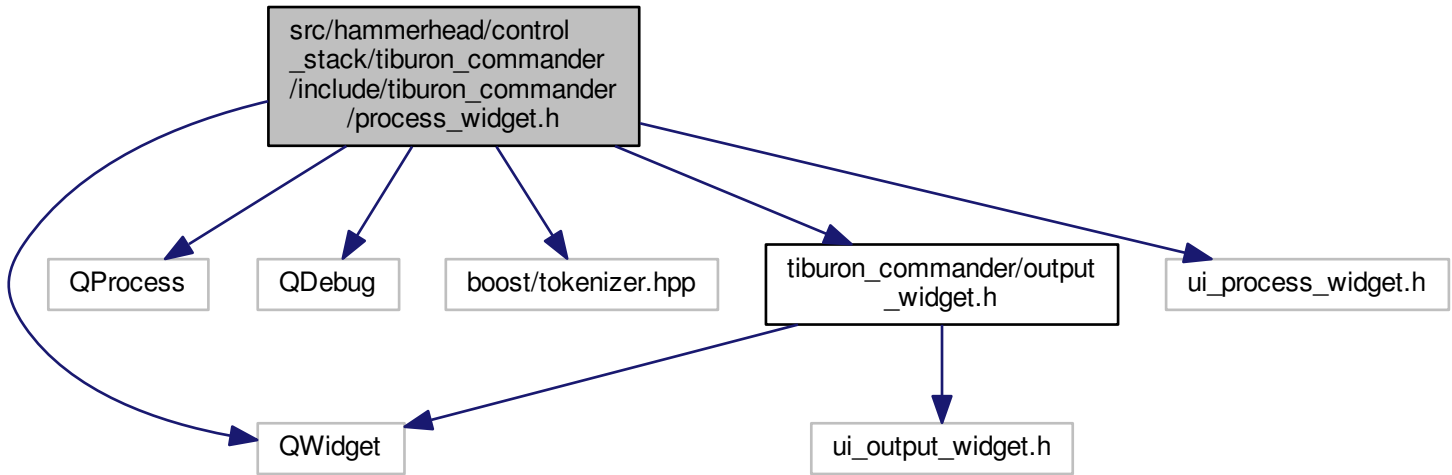 src/hammerhead/control
_stack/tiburon_commander
/include/tiburon_commander
/process_widget.h
QProcess
QDebug
boost/tokenizer.hpp
tiburon_commander/output
_widget.h
ui_process_widget.h
QWidget
ui_output_widget.h